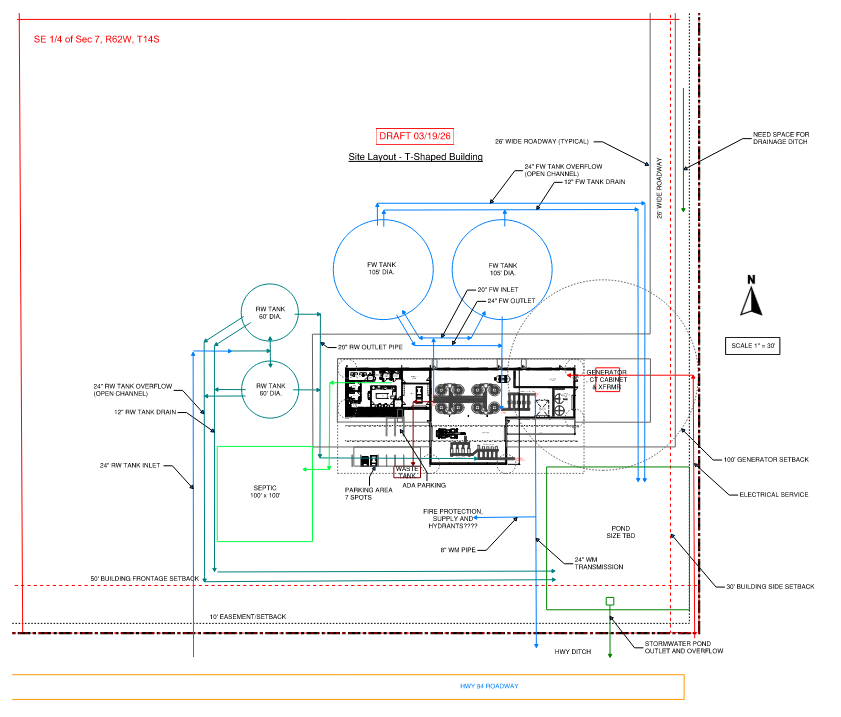 SE 1/4 of Sec 7, R62W, T14S
DRAFT 03/19/26
Site Layout - T-Shaped Building
26' WIDE ROADWAY (TYPICAL)
24" FW TANK OVERFLOW
(OPEN CHANNEL)
12" FW TANK DRAIN
26' WIDE ROADWAY
NEED SPACE FOR
DRAINAGE DITCH
FW TANK
105' DIA.
FW TANK
105' DIA.
N
SCALE 1" = 30'
20" FW INLET
24" FW OUTLET
RW TANK
60' DIA.
20" RW OUTLET PIPE
RW TANK
60' DIA.
GENERATOR
CT CABINET
& XFRMR
24" RW TANK OVERFLOW
(OPEN CHANNEL)
12" RW TANK DRAIN
24" RW TANK INLET
SEPTIC
100' x 100'
WASTE
TANK
PARKING AREA
7 SPOTS
ADA PARKING
100' GENERATOR SETBACK
ELECTRICAL SERVICE
FIRE PROTECTION,
SUPPLY AND
HYDRANTS????
8" WM PIPE
24" WM
TRANSMISSION
POND
SIZE TBD
50' BUILDING FRONTAGE SETBACK
30' BUILDING SIDE SETBACK
10' EASEMENT/SETBACK
HWY DITCH
STORMWATER POND
OUTLET AND OVERFLOW
HWY 94 ROADWAY